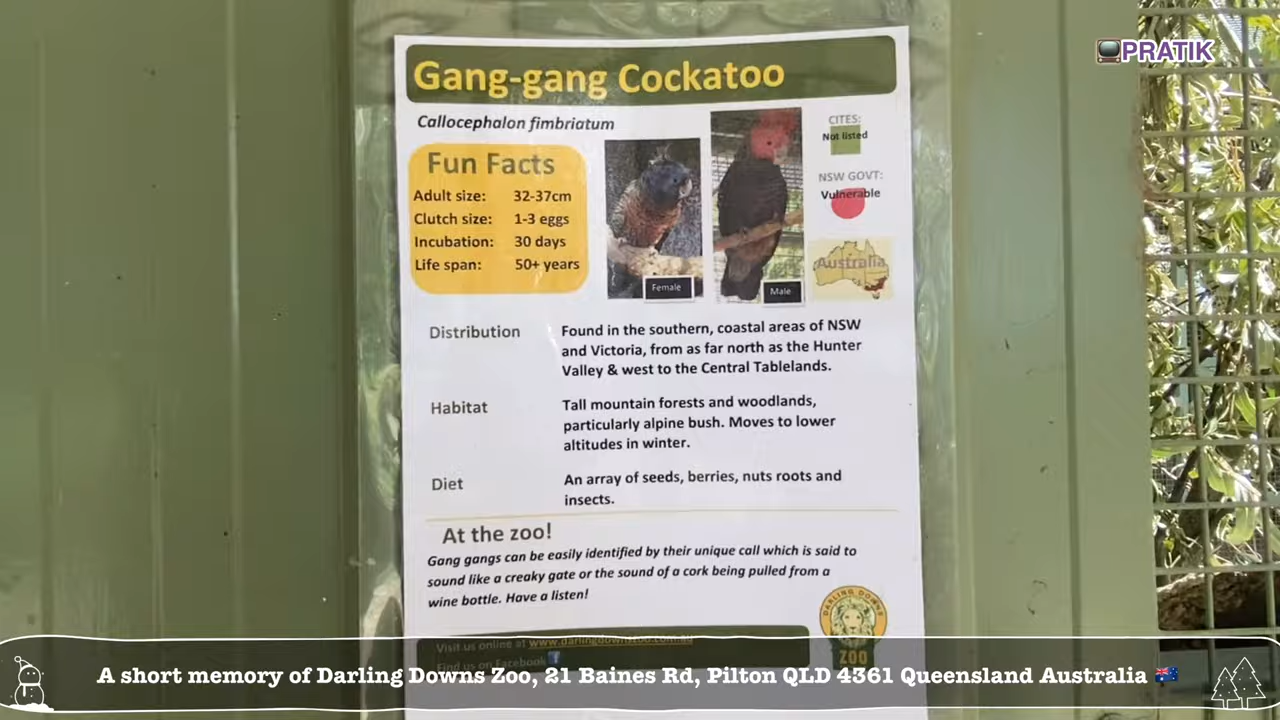 PRATIK
Gang-gang Cockatoo
Callocephalon fimbriatum
Fun Facts
Adult size: 32-37cm
Clutch size: 1-3 eggs
Incubation: 30 days
Life span: 50+ years
Female
Male
CITES:
Not listed
NSW GOVT:
Vulnerable
Australia
Distribution
Found in the southern, coastal areas of NSW
and Victoria, from as far north as the Hunter
Valley & west to the Central Tablelands.
Habitat
Tall mountain forests and woodlands,
particularly alpine bush. Moves to lower
altitudes in winter.
Diet
An array of seeds, berries, nuts roots and
insects.
At the zoo!
Gang gangs can be easily identified by their unique call which is said to
sound like a creaky gate or the sound of a cork being pulled from a
wine bottle. Have a listen!
Visit us online at www.darlingdownszoo.com.au
Find us on Facebook
DARLING DOWNS
ZOO
A short memory of Darling Downs Zoo, 21 Baines Rd, Pilton QLD 4361 Queensland Australia 🇦🇺